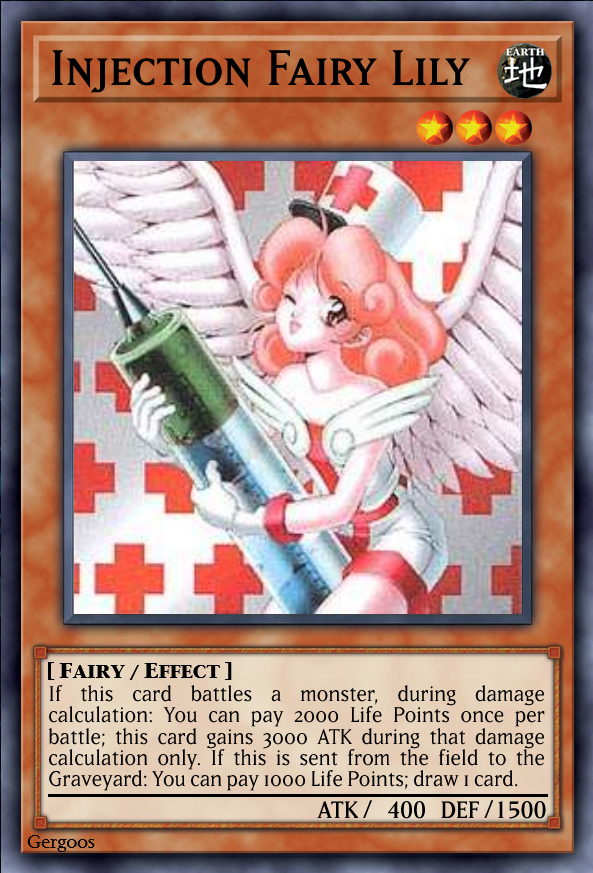 Injection Fairy Lily
EARTH
地
[ Fairy / Effect ]
If this card battles a monster, during damage
calculation: You can pay 2000 Life Points once per
battle; this card gains 3000 ATK during that damage
calculation only. If this is sent from the field to the
Graveyard: You can pay 1000 Life Points; draw 1 card.
ATK / 400 DEF /1500
Gergoos